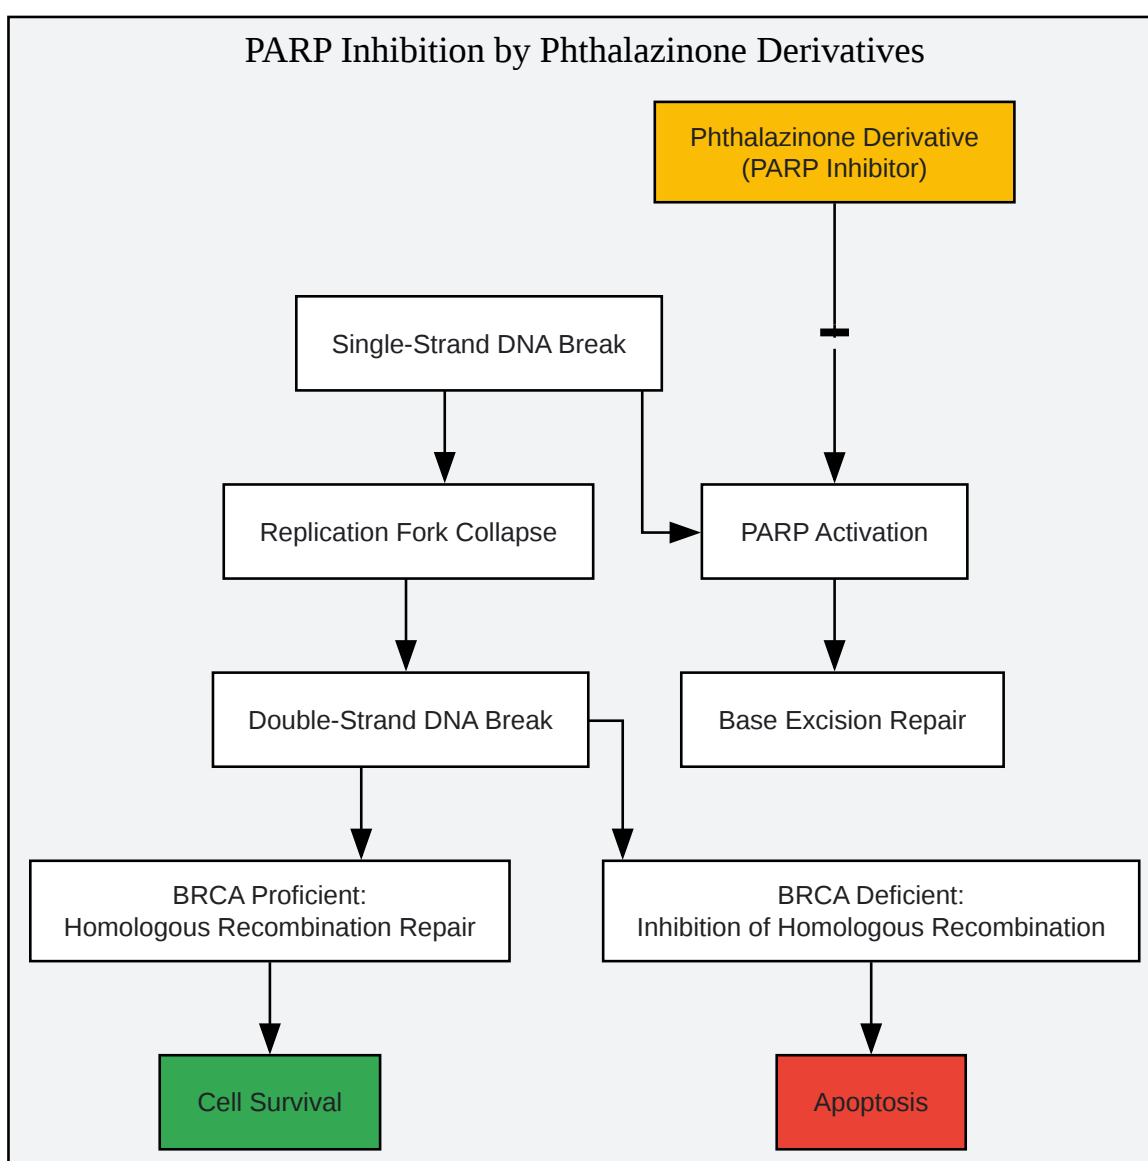 PARP Inhibition by Phthalazinone Derivatives
Phthalazinone Derivative
(PARP Inhibitor)
Single-Strand DNA Break
Replication Fork Collapse
PARP Activation
Double-Strand DNA Break
Base Excision Repair
BRCA Proficient:
Homologous Recombination Repair
BRCA Deficient:
Inhibition of Homologous Recombination
Cell Survival
Apoptosis